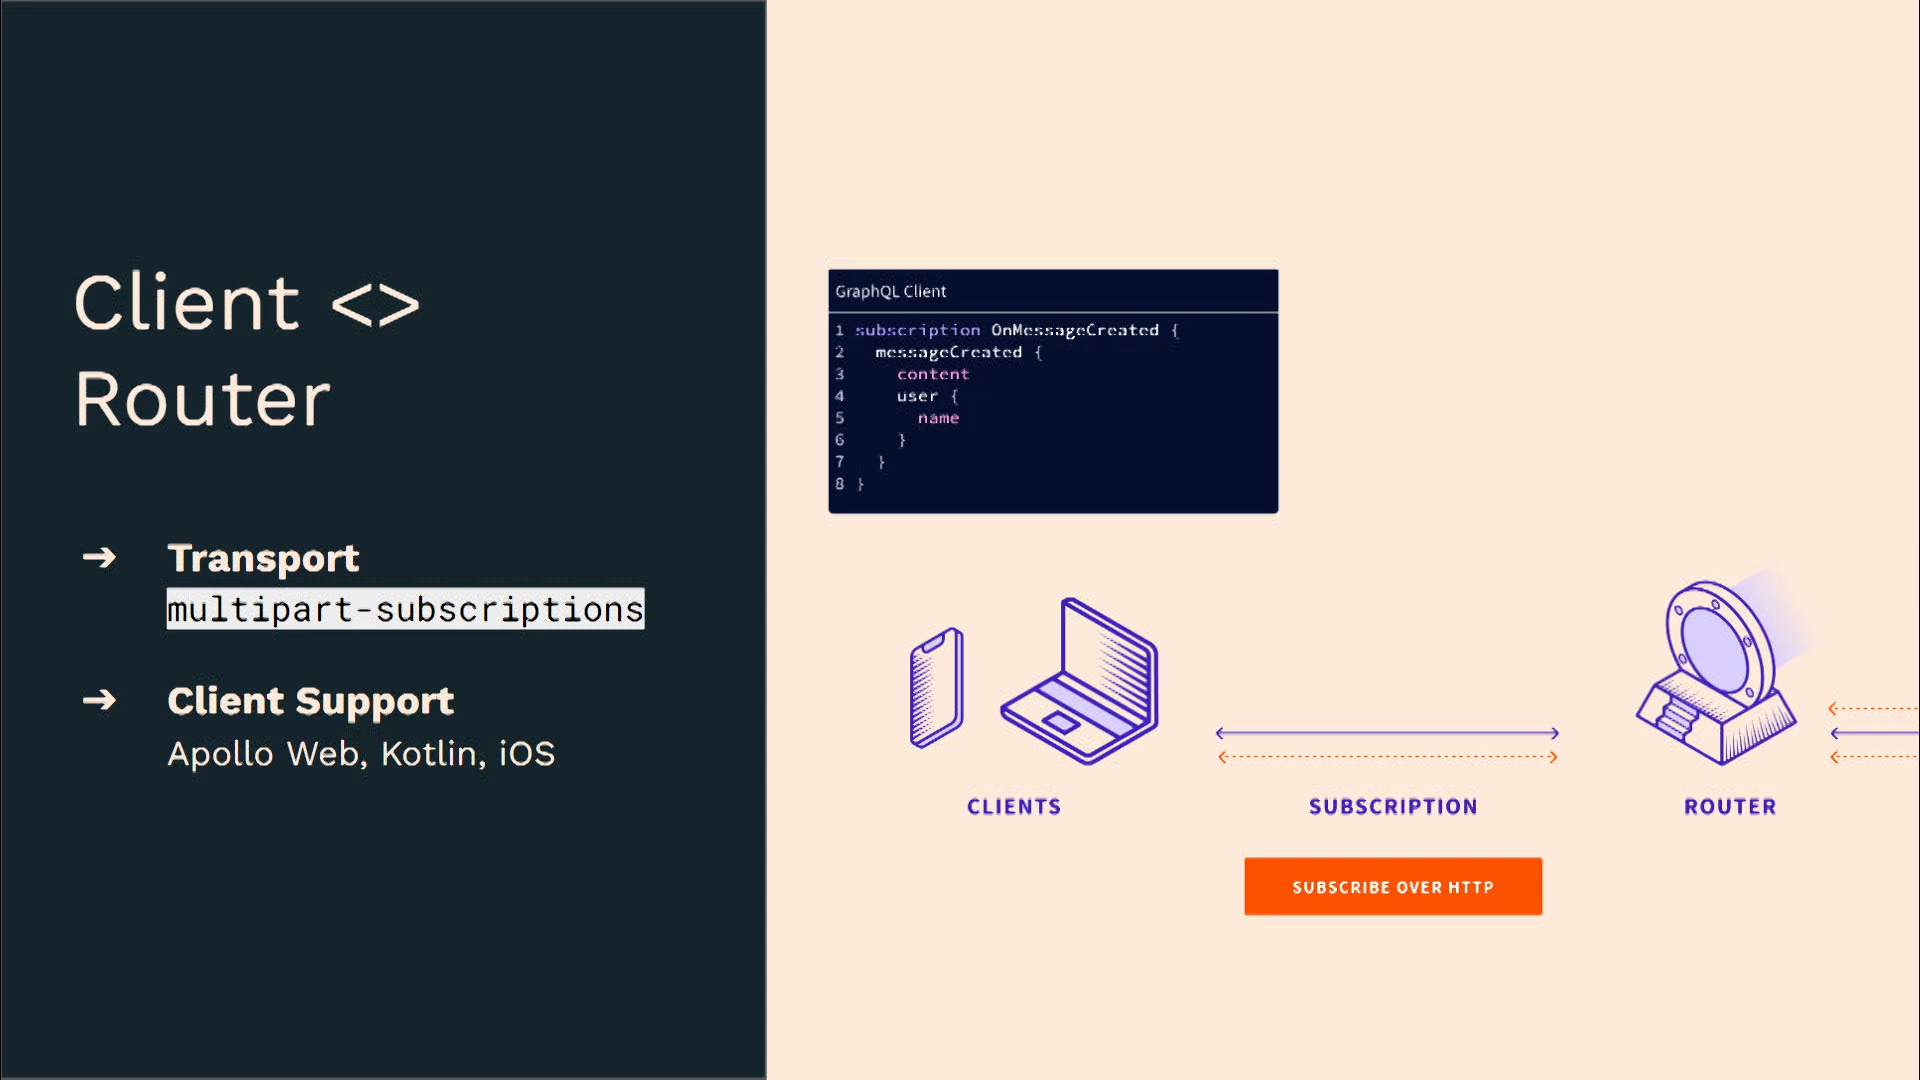 Client <>
Router
➔ Transport
multipart-subscriptions
➔ Client Support
Apollo Web, Kotlin, iOS
GraphQL Client
1 subscription OnMessageCreated {
2 messageCreated {
3 content
4 user {
5 name
6 }
7 }
8 }
CLIENTS
SUBSCRIPTION
ROUTER
SUBSCRIBE OVER HTTP